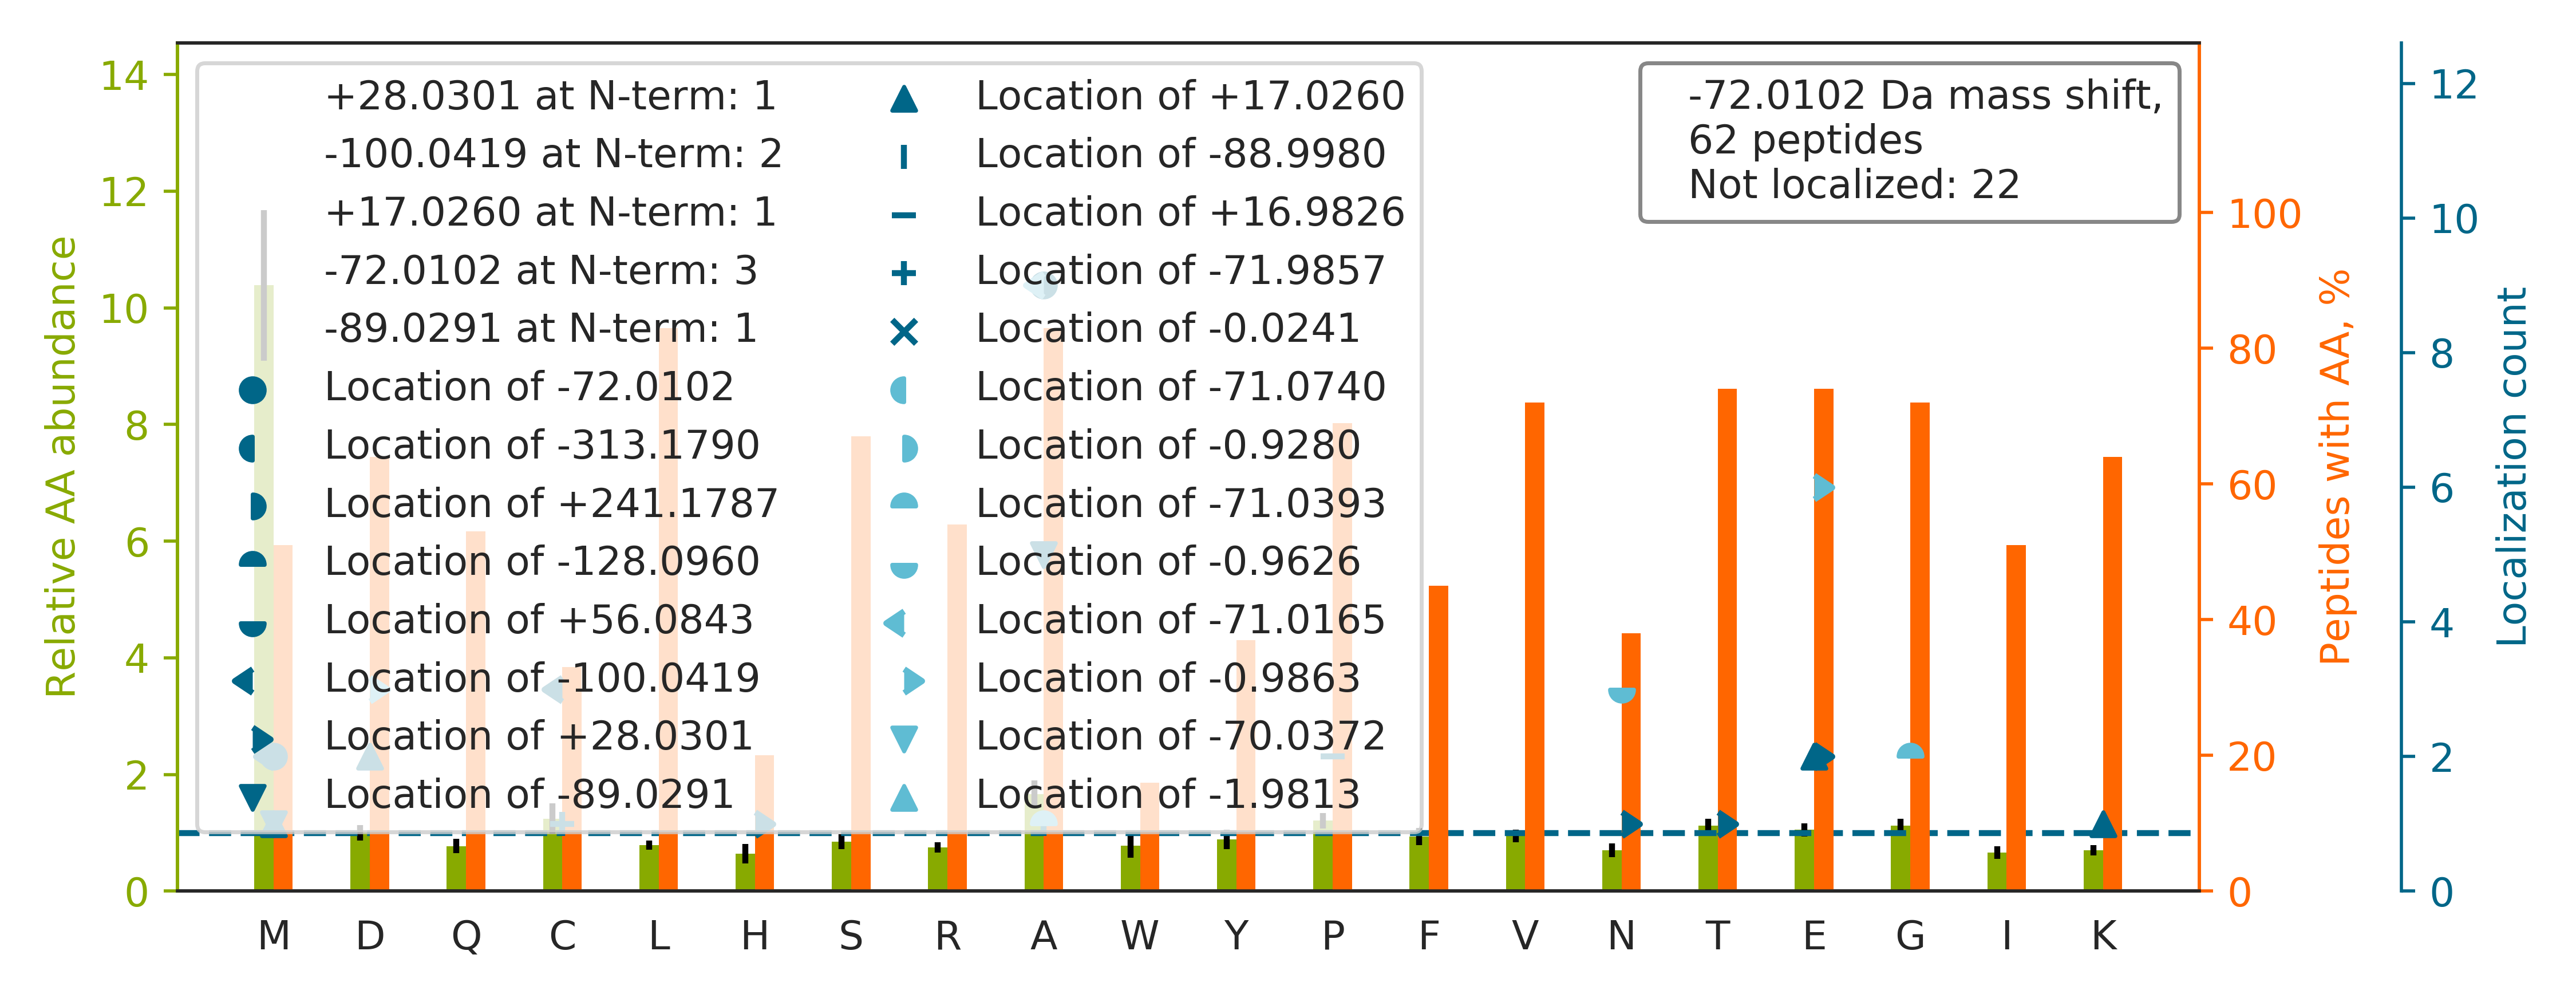 +28.0301 at N-term: 1
-100.0419 at N-term: 2
+17.0260 at N-term: 1
-72.0102 at N-term: 3
-89.0291 at N-term: 1
Location of -72.0102
Location of -313.1790
Location of +241.1787
Location of -128.0960
Location of +56.0843
Location of -100.0419
Location of +28.0301
Location of -89.0291
Location of +17.0260
Location of -88.9980
Location of +16.9826
Location of -71.9857
Location of -0.0241
Location of -71.0740
Location of -0.9280
Location of -71.0393
Location of -0.9626
Location of -71.0165
Location of -0.9863
Location of -70.0372
Location of -1.9813
-72.0102 Da mass shift,
62 peptides
Not localized: 22
Relative AA abundance
14
12
10
8
6
4
2
0
M D Q C L H S R A W Y P F V N T E G I K
100
80
60
40
20
0
Peptides with AA, %
12
10
8
6
4
2
0
Localization count